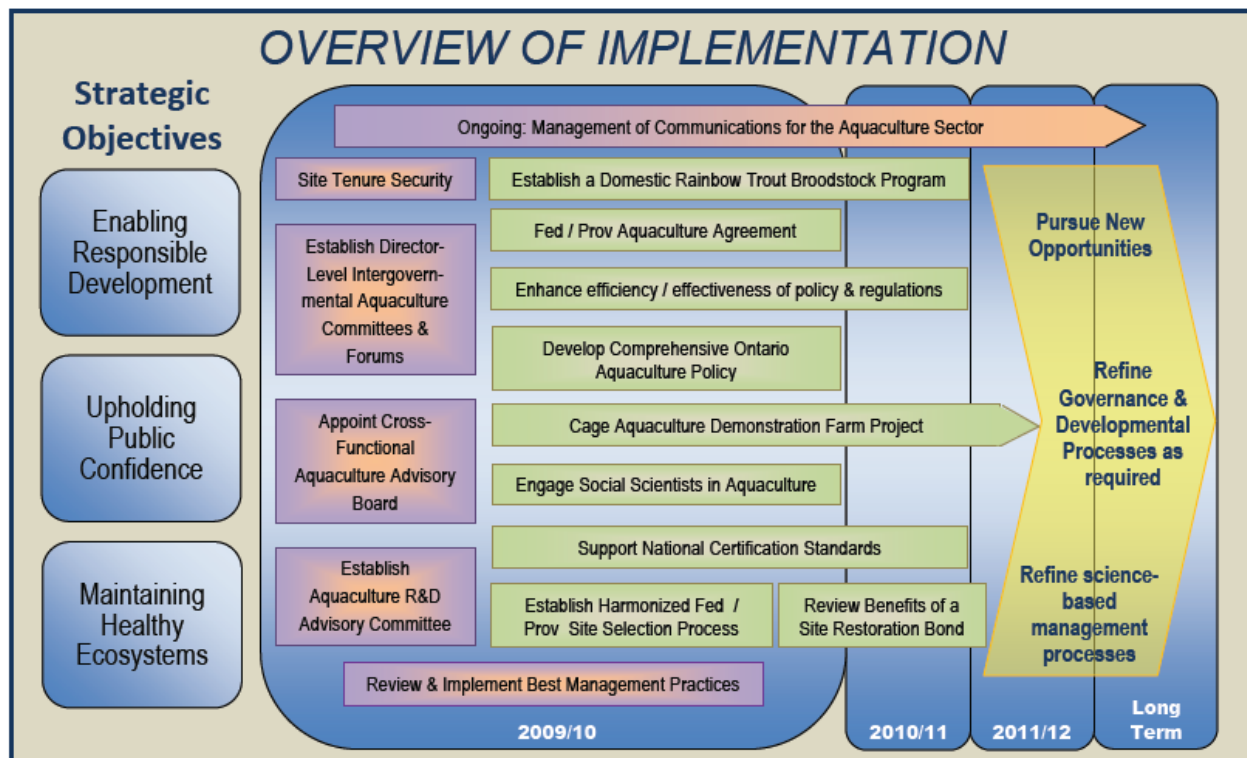 OVERVIEW OF IMPLEMENTATION
Strategic
Objectives
Enabling
Responsible
Development
Upholding
Public
Confidence
Maintaining
Healthy
Ecosystems
Ongoing: Management of Communications for the Aquaculture Sector
Site Tenure Security
Establish Director-
Level Intergovern-
mental Aquaculture
Committees &
Forums
Appoint Cross-
Functional
Aquaculture Advisory
Board
Establish
Aquaculture R&D
Advisory Committee
Establish a Domestic Rainbow Trout Broodstock Program
Fed / Prov Aquaculture Agreement
Enhance efficiency / effectiveness of policy & regulations
Develop Comprehensive Ontario
Aquaculture Policy
Cage Aquaculture Demonstration Farm Project
Engage Social Scientists in Aquaculture
Support National Certification Standards
Establish Harmonized Fed /
Prov Site Selection Process
Review Benefits of a
Site Restoration Bond
Review & Implement Best Management Practices
Pursue New
Opportunities
Refine
Governance &
Developmental
Processes as
required
Refine science-
based
management
processes
2009/10
2010/11
2011/12
Long
Term